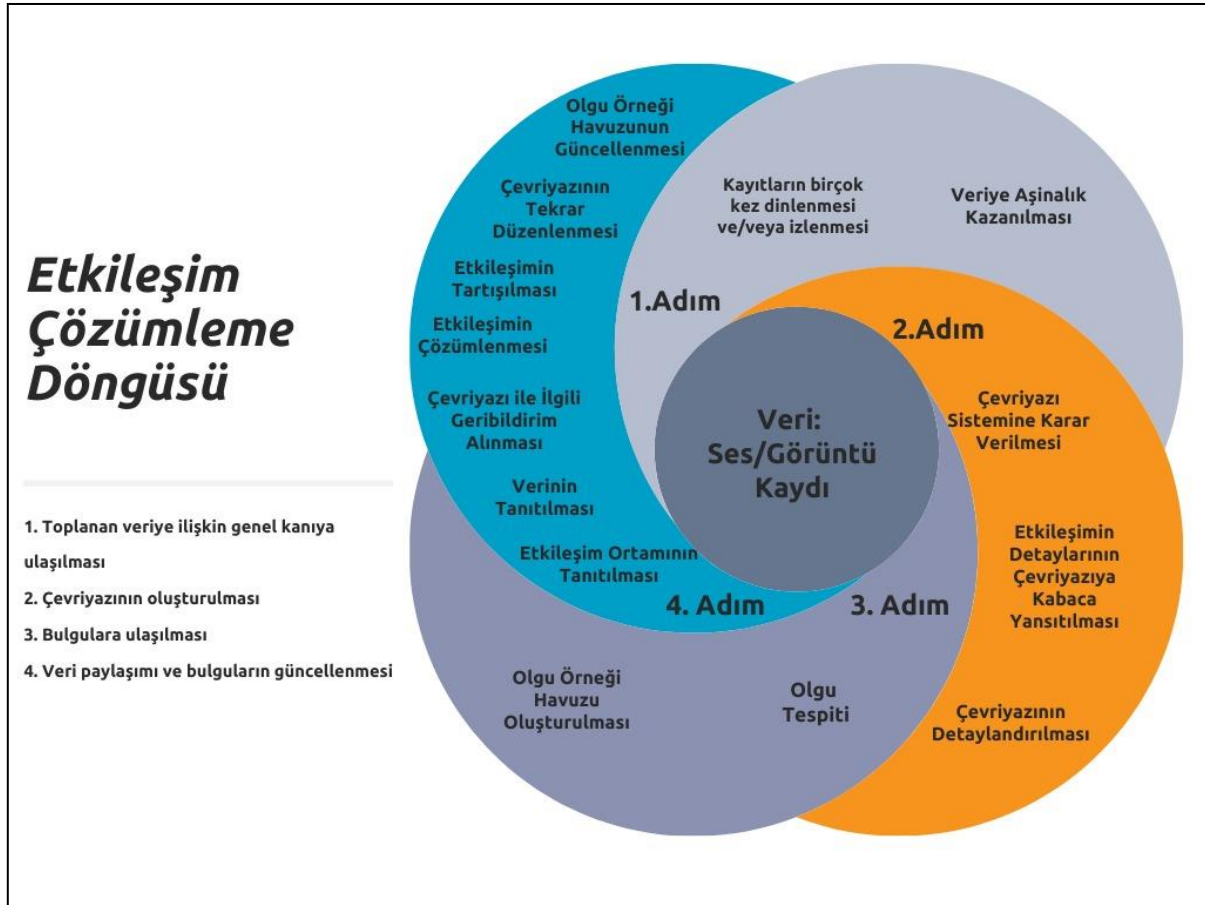 Etkileşim
Çözümleme
Döngüsü
1. Toplanan veriye ilişkin genel kanıya
ulaşılması
2. Çevriyazının oluşturulması
3. Bulgulara ulaşılması
4. Veri paylaşımı ve bulguların güncellenmesi
Veri:
Ses/Görüntü
Kaydı
1.Adım
Kayıtların birçok
kez dinlenmesi
ve/veya izlenmesi
Veriye Aşinalık
Kazanılması
2.Adım
Çevriyazı
Sistemine Karar
Verilmesi
Etkileşimin
Detaylarının
Çevriyazıya
Kabaca
Yansıtılması
Çevriyazının
Detaylandırılması
3. Adım
Olgu
Tespiti
Olgu Örneği
Havuzu
Oluşturulması
4. Adım
Etkileşim Ortamının
Tanıtılması
Verinin
Tanıtılması
Çevriyazı ile İlgili
Geribildirim
Alınması
Etkileşimin
Çözümlenmesi
Etkileşimin
Tartışılması
Çevriyazının
Tekrar
Düzenlenmesi
Olgu Örneği
Havuzunun
Güncellenmesi